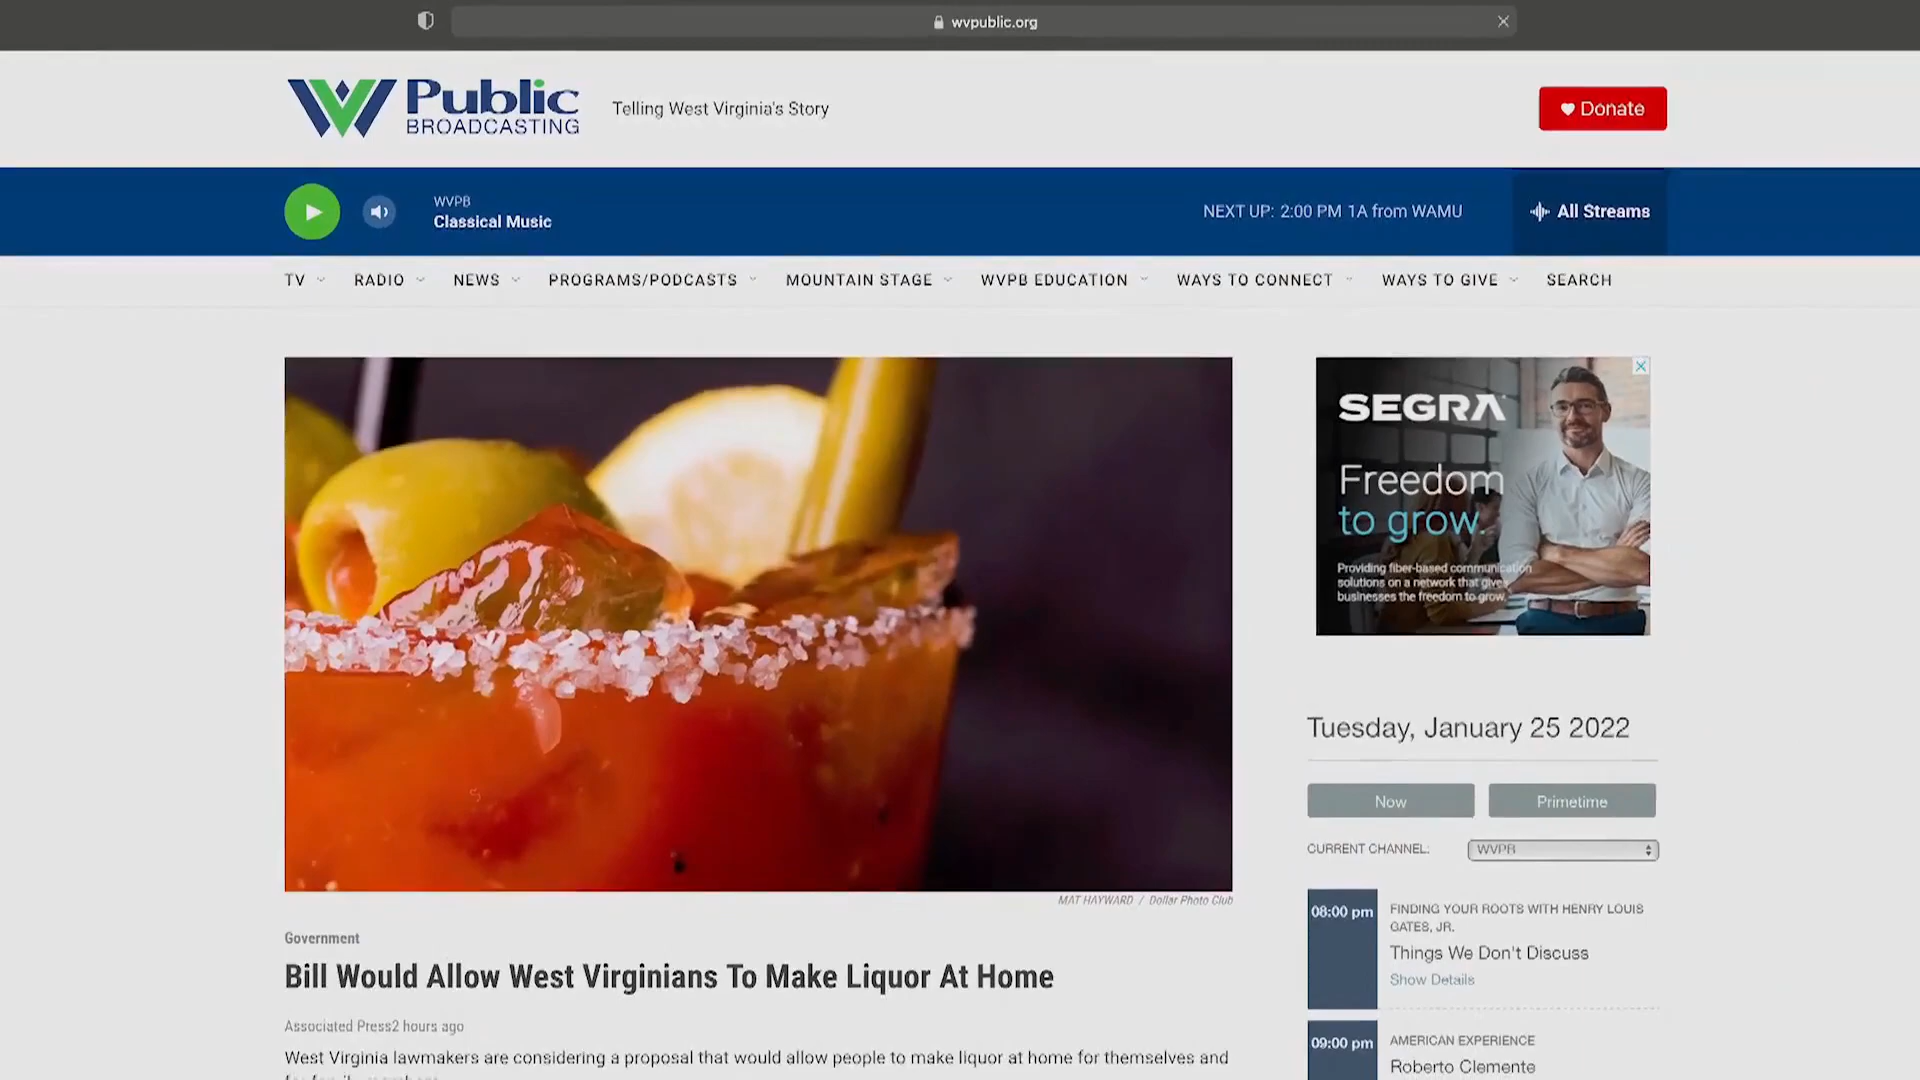 wvpublic.org
Public
BROADCASTING
Telling West Virginia's Story
Donate
WVPB
Classical Music
NEXT UP: 2:00 PM 1A from WAMU
All Streams
TV
RADIO
NEWS
PROGRAMS/PODCASTS
MOUNTAIN STAGE
WVPB EDUCATION
WAYS TO CONNECT
WAYS TO GIVE
SEARCH
SEGRA
Freedom
to grow.
Providing fiber-based communication
solutions on a network that gives
businesses the freedom to grow.
MAT HAYWARD / Dollar Photo Club
Government
Bill Would Allow West Virginians To Make Liquor At Home
Associated Press2 hours ago
West Virginia lawmakers are considering a proposal that would allow people to make liquor at home for themselves and
Tuesday, January 25 2022
Now
Primetime
CURRENT CHANNEL:
WVPB
08:00 pm
FINDING YOUR ROOTS WITH HENRY LOUIS
GATES, JR.
Things We Don't Discuss
Show Details
09:00 pm
AMERICAN EXPERIENCE
Roberto Clemente